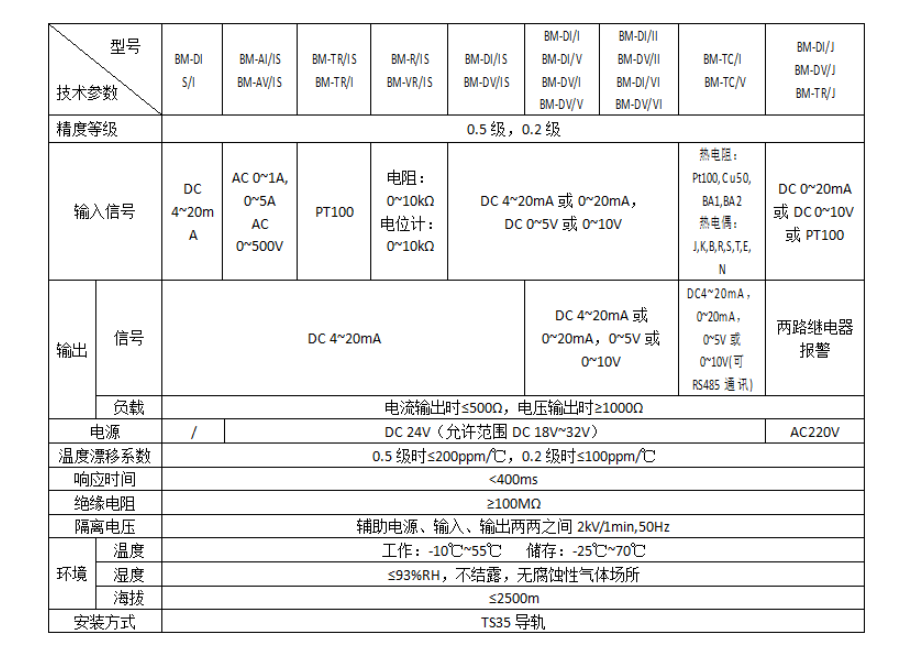 型号
技术参数
BM-DI
S/I
BM-AI/IS
BM-AV/IS
BM-TR/IS
BM-TR/I
BM-R/IS
BM-VR/IS
BM-DI/IS
BM-DV/IS
BM-DI/I
BM-DI/V
BM-DV/I
BM-DV/V
BM-DI/II
BM-DV/II
BM-DI/VI
BM-DV/VI
BM-TC/I
BM-TC/V
BM-DI/J
BM-DV/J
BM-TR/J
精度等级
0.5 级，0.2 级
输入信号
DC
4~20m
A
AC 0~1A,
0~5A
AC
0~500V
PT100
电阻：
0~10kΩ
电位计：
0~10kΩ
DC 4~20mA 或 0~20mA，
DC 0~5V 或 0~10V
热电阻：
Pt100,Cu50,
BA1,BA2
热电偶：
J,K,B,R,S,T,E,
N
DC 0~20mA
或 DC 0~10V
或 PT100
输出
信号
DC 4~20mA
DC 4~20mA 或
0~20mA，0~5V 或
0~10V
DC4~20mA，
0~20mA，
0~5V 或
0~10V(可
RS485 通讯)
两路继电器
报警
负载
电流输出时≤500Ω，电压输出时≥1000Ω
电源
/
DC 24V（允许范围 DC 18V~32V）
AC220V
温度漂移系数
0.5 级时≤200ppm/℃，0.2 级时≤100ppm/℃
响应时间
<400ms
绝缘电阻
≥100MΩ
隔离电压
辅助电源、输入、输出两两之间 2kV/1min,50Hz
环境
温度
工作：-10℃~55℃ 储存：-25℃~70℃
湿度
≤93%RH，不结露，无腐蚀性气体场所
海拔
≤2500m
安装方式
TS35 导轨